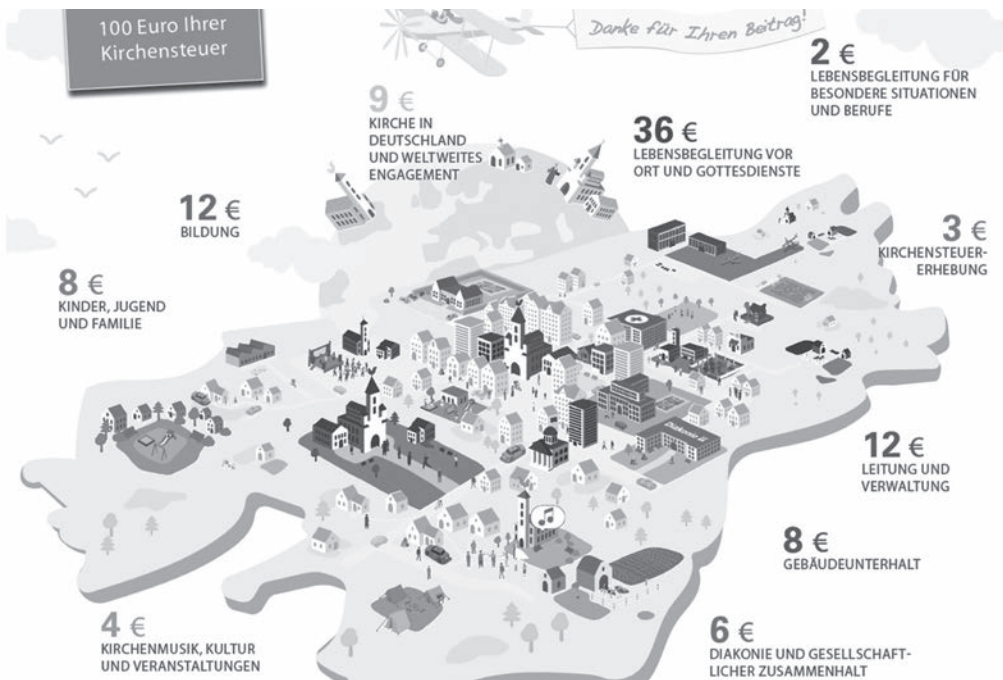 100 Euro Ihrer
Kirchensteuer
Danke für Ihren Beitrag!
2 €
LEBENSBEGLEITUNG FÜR
BESONDERE SITUATIONEN
UND BERUFE
9 €
KIRCHE IN
DEUTSCHLAND
UND WELTWEITES
ENGAGEMENT
36 €
LEBENSBEGLEITUNG VOR
ORT UND GOTTESDIENSTE
12 €
BILDUNG
3 €
KIRCHENSTEUER-
ERHEBUNG
8 €
KINDER, JUGEND
UND FAMILIE
Diakonie
12 €
LEITUNG UND
VERWALTUNG
8 €
GEBÄUDEUNTERHALT
4 €
KIRCHENMUSIK, KULTUR
UND VERANSTALTUNGEN
6 €
DIAKONIE UND GESELLSCHAFT-
LICHER ZUSAMMENHALT